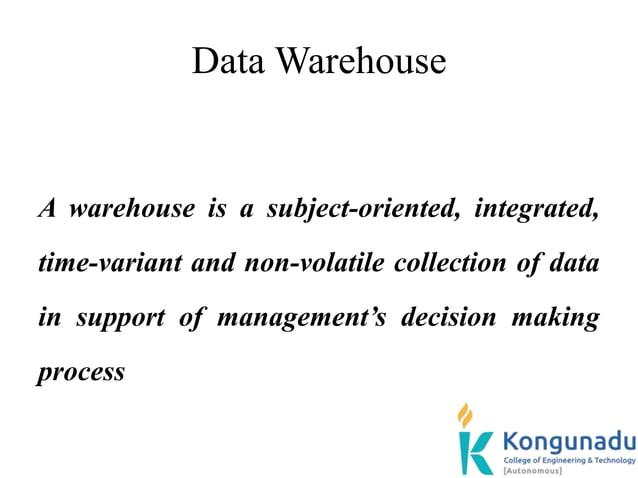 Data Warehouse
A warehouse is a subject-oriented, integrated,
time-variant and non-volatile collection of data
in support of management’s decision making
process
Kongunadu
College of Engineering & Technology
[Autonomous]